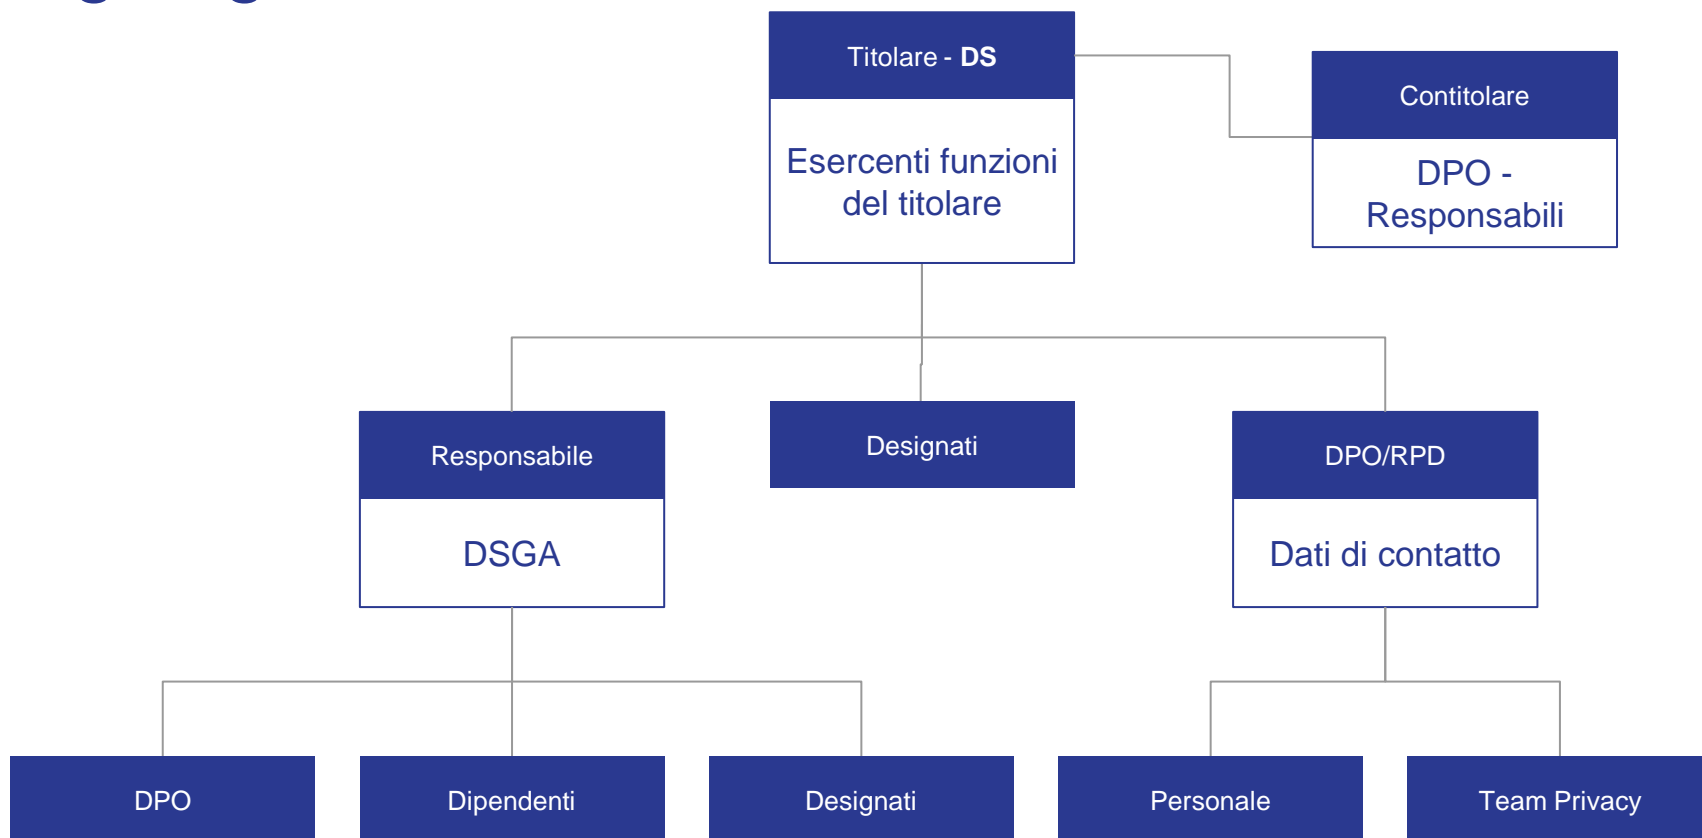 Titolare - DS
Contitolare
Esercenti funzioni
del titolare
DPO -
Responsabili
Responsabile
Designati
DPO/RPD
DSGA
Dati di contatto
DPO
Dipendenti
Designati
Personale
Team Privacy